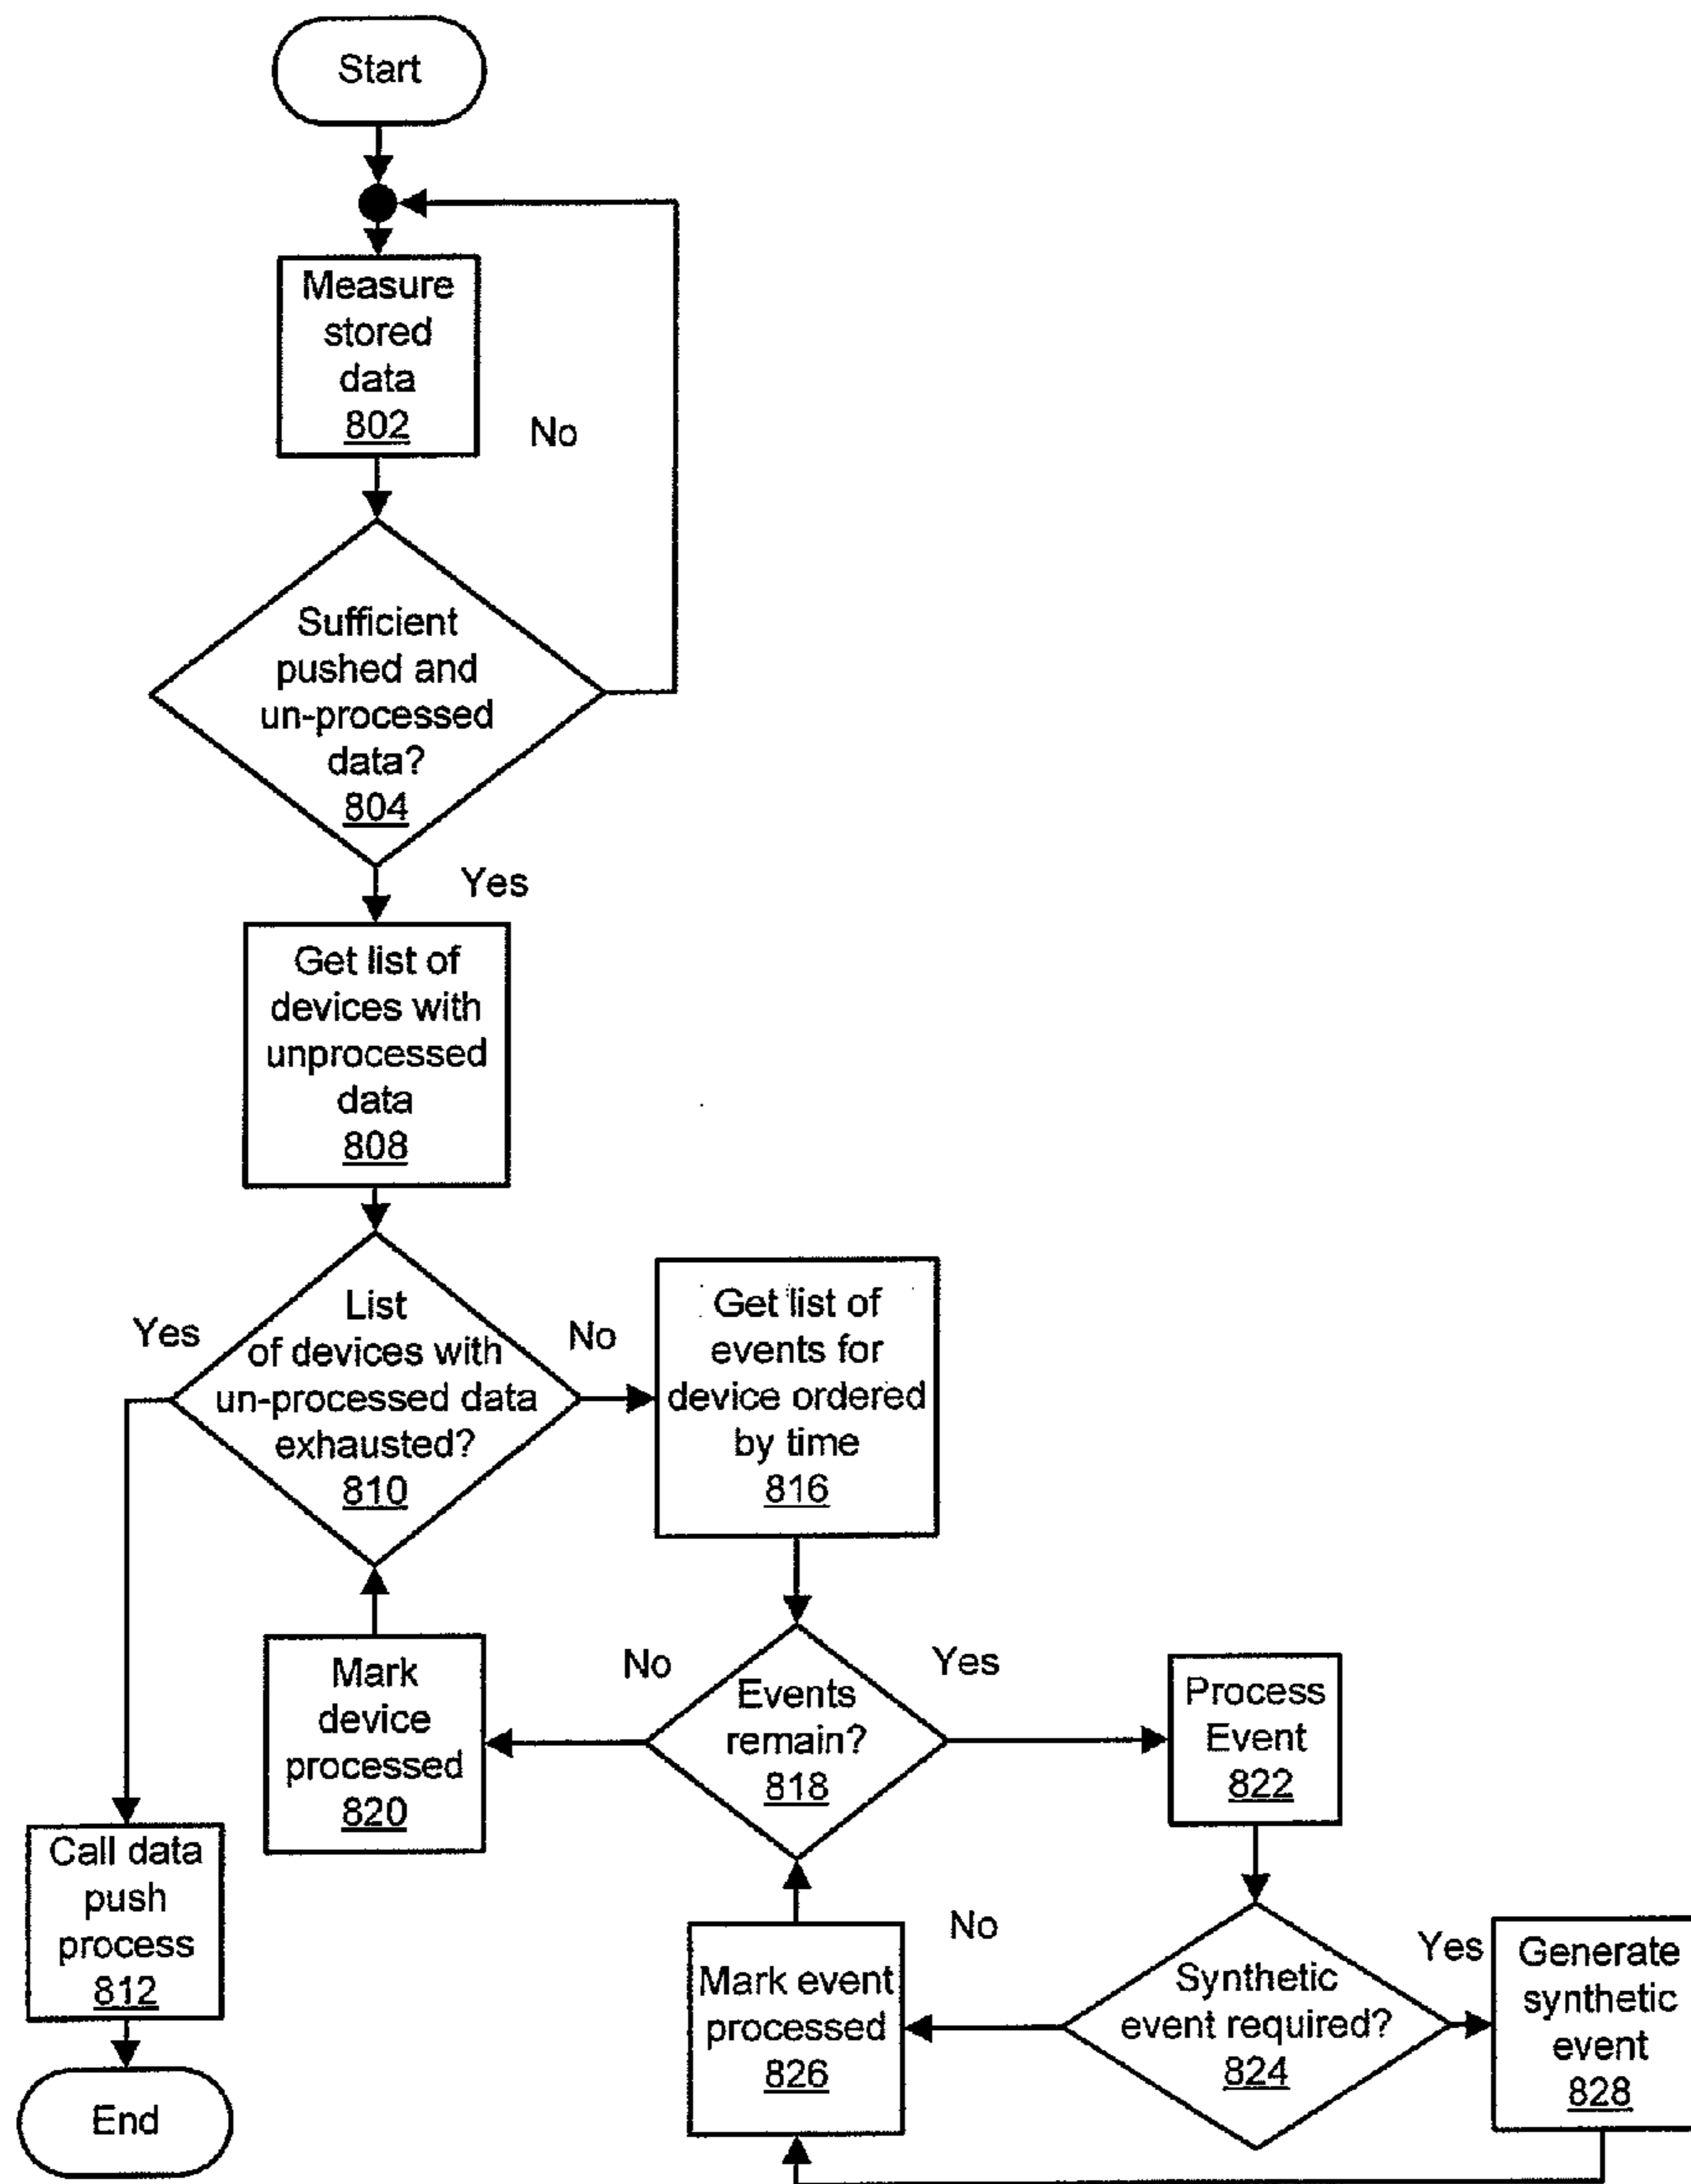 Start
Measure
stored
data
802
No
Sufficient
pushed and
un-processed
data?
804
Yes
Get list of
devices with
unprocessed
data
808
Yes
List
of devices with
un-processed data
exhausted?
810
No
Get list of
events for
device ordered
by time
816
Mark
device
processed
820
No
Events
remain?
818
Yes
Process
Event
822
Call data
push
process
812
End
Mark event
processed
826
No
Synthetic
event required?
824
Yes
Generate
synthetic
event
828